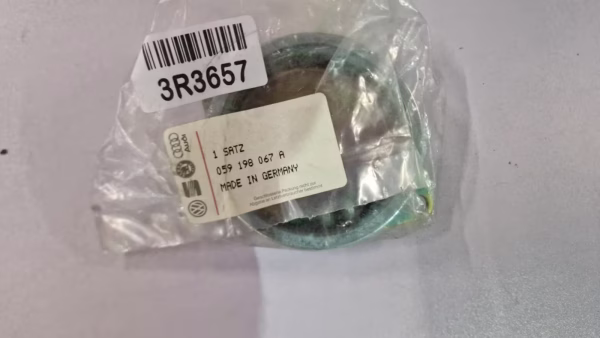 3R3657
Audi
1 SATZ
059 198 067 A
MADE IN GERMANY